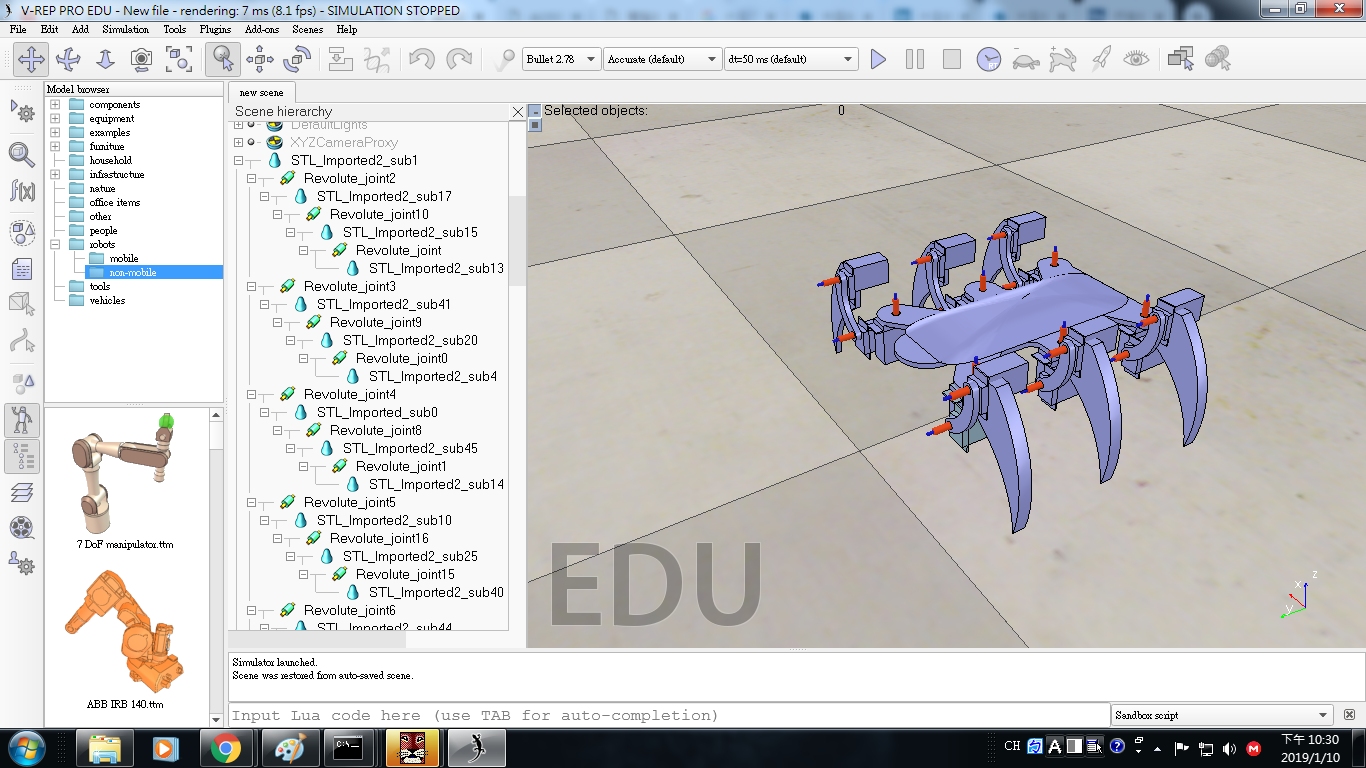 V-REP PRO EDU - New file - rendering: 7 ms (8.1 fps) - SIMULATION STOPPED
File Edit Add Simulation Tools Plugins Add-ons Scenes Help
Bullet 2.78 Accurate (default) dt=50 ms (default)
RT
Model browser
components
equipment
examples
furniture
household
infrastructure
nature
office items
other
people
robots
mobile
non-mobile
tools
vehicles
f(x)
7 DoF manipulator.ttm
ABB IRB 140.ttm
new scene
Scene hierarchy
DefaultLights
XYZCameraProxy
STL_Imported2_sub1
Revolute_joint2
STL_Imported2_sub17
Revolute_joint10
STL_Imported2_sub15
Revolute_joint
STL_Imported2_sub13
Revolute_joint3
STL_Imported2_sub41
Revolute_joint9
STL_Imported2_sub20
Revolute_joint0
STL_Imported2_sub4
Revolute_joint4
STL_Imported_sub0
Revolute_joint8
STL_Imported2_sub45
Revolute_joint1
STL_Imported2_sub14
Revolute_joint5
STL_Imported2_sub10
Revolute_joint16
STL_Imported2_sub25
Revolute_joint15
STL_Imported2_sub40
Revolute_joint6
STL_Imported2_sub44
Selected objects: 0
EDU
x z
y
Simulator launched.
Scene was restored from auto-saved scene.
Input Lua code here (use TAB for auto-completion)
Sandbox script
CH
A
下午 10:30
2019/1/10